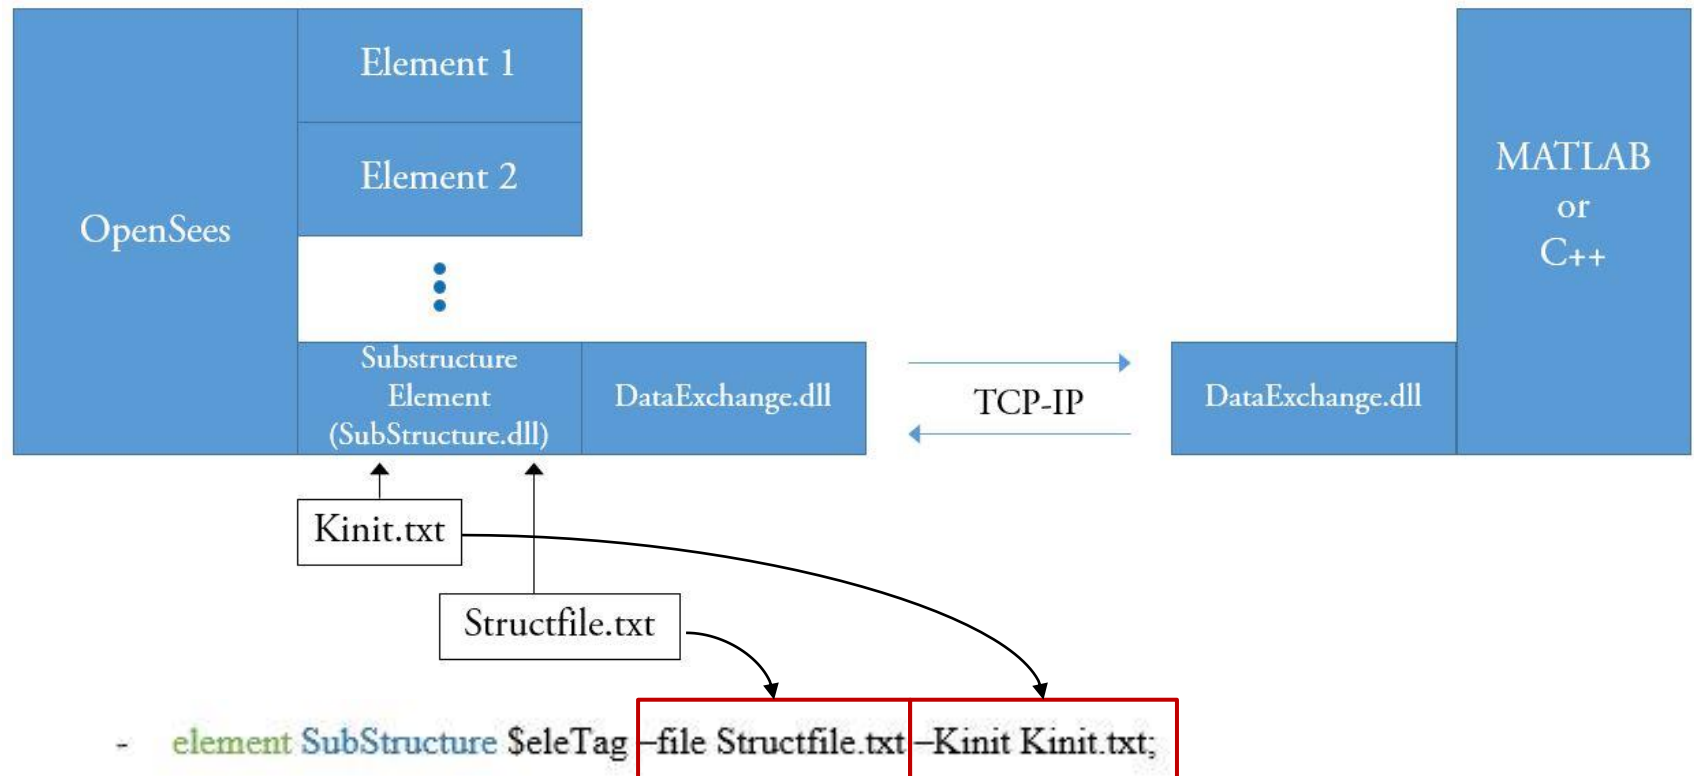 Element 1
Element 2
OpenSees
MATLAB
or
C++
Substructure
Element
(SubStructure.dll)
DataExchange.dll
TCP-IP
DataExchange.dll
Kinit.txt
Structfile.txt
- element SubStructure $eleTag –file Structfile.txt –Kinit Kinit.txt;